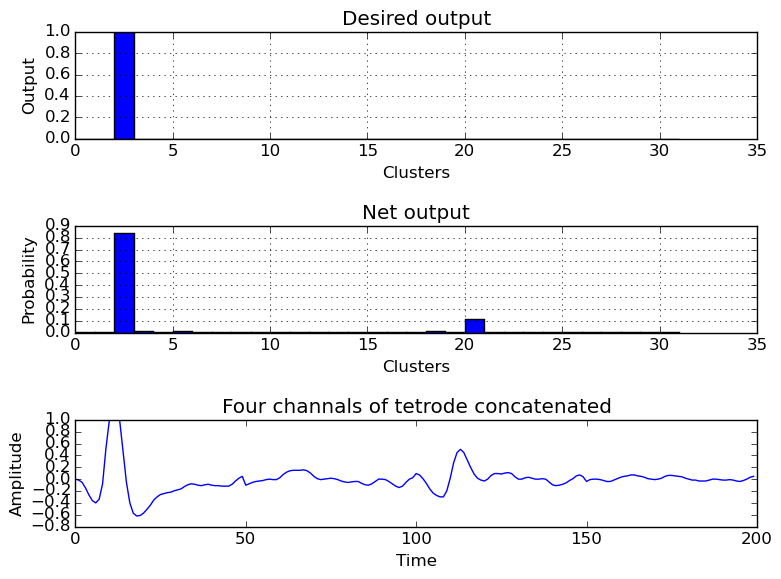 Desired output
1.0
0.8
0.6
0.4
0.2
0.0
Output
0 5 10 15 20 25 30 35
Clusters
Net output
0.9
0.8
0.7
0.6
0.5
0.4
0.3
0.2
0.1
0.0
Probability
0 5 10 15 20 25 30 35
Clusters
Four channals of tetrode concatenated
1.0
0.8
0.6
0.4
0.2
0.0
−0.2
−0.4
−0.6
−0.8
Amplitude
0 50 100 150 200
Time